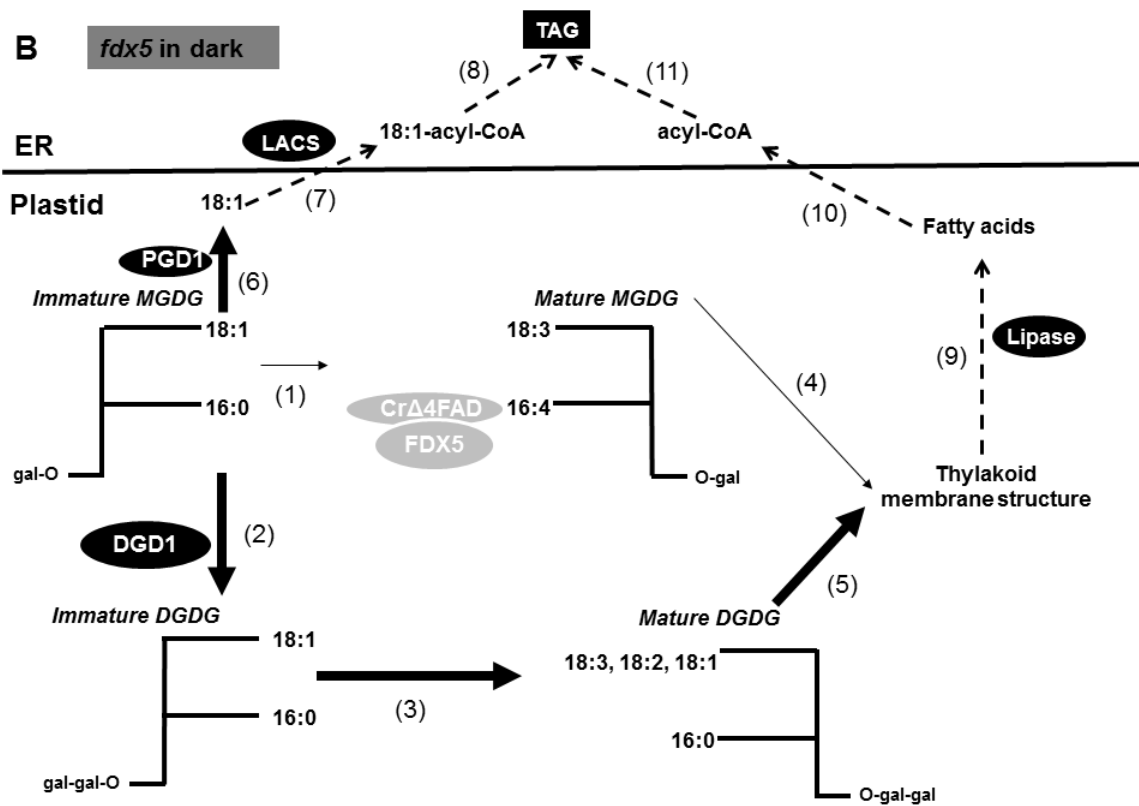 B
fdx5 in dark
TAG
(8)
(11)
LACS
18:1-acyl-CoA
acyl-CoA
ER
Plastid
18:1
(7)
(10)
Fatty acids
PGD1
(6)
Immature MGDG
18:1
16:0
gal-O
(1)
Mature MGDG
18:3
16:4
O-gal
CrΔ4FAD
FDX5
(4)
(9)
Lipase
Thylakoid
membrane structure
DGD1
(2)
(5)
Immature DGDG
18:1
16:0
gal-gal-O
(3)
Mature DGDG
18:3, 18:2, 18:1
16:0
O-gal-gal